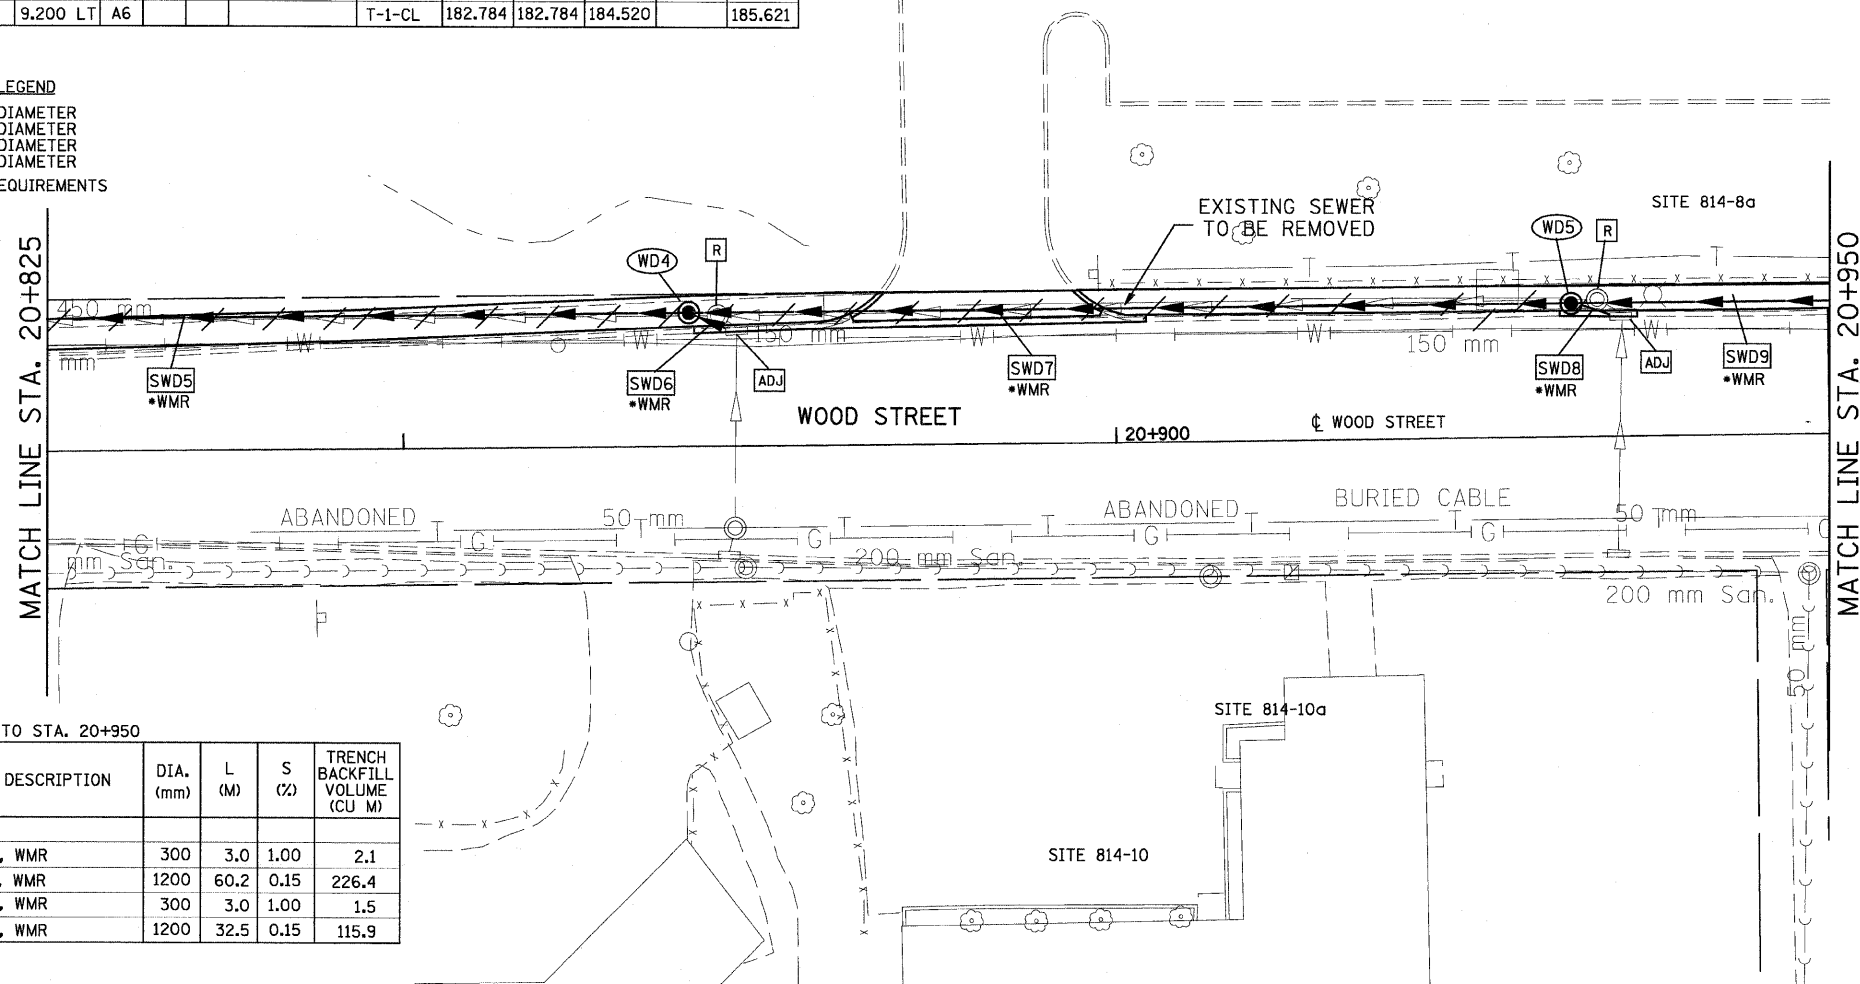 9.200 LT A6 T-1-CL 182.784 182.784 184.520 185.621
LEGEND
DIAMETER
DIAMETER
DIAMETER
DIAMETER
EQUIREMENTS
MATCH LINE STA. 20+825
MATCH LINE STA. 20+950
SITE 814-8a
EXISTING SEWER
TO BE REMOVED
WD4
R
WD5
R
T T T
450 mm
mm
W W W W W
150 mm
150 mm
SWD5
*WMR
SWD6
*WMR
ADJ
SWD7
*WMR
SWD8
*WMR
ADJ
SWD9
*WMR
WOOD STREET
20+900
℄ WOOD STREET
ABANDONED
50 mm
ABANDONED
BURIED CABLE
50 mm
T T T T T T
G G G G G G
mm San.
200 mm San.
200 mm San.
50 mm
SITE 814-10a
SITE 814-10
TO STA. 20+950
DESCRIPTION DIA. (mm) L (M) S (%) TRENCH BACKFILL VOLUME (CU M)
, WMR 300 3.0 1.00 2.1
, WMR 1200 60.2 0.15 226.4
, WMR 300 3.0 1.00 1.5
, WMR 1200 32.5 0.15 115.9